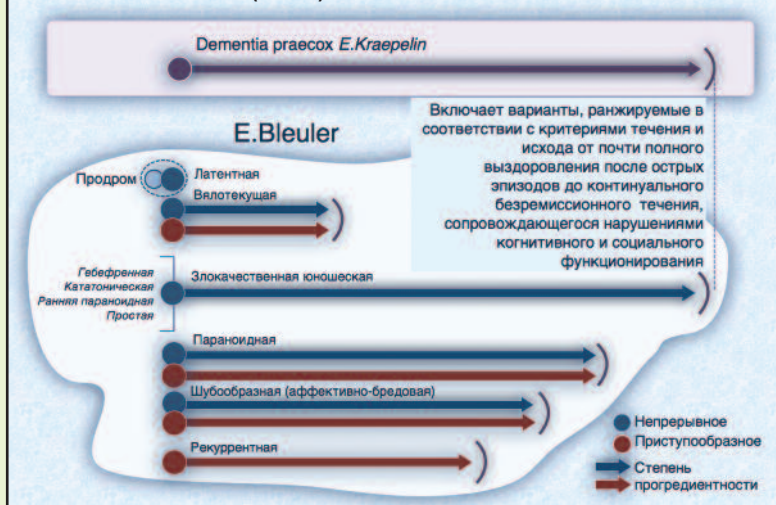 Dementia praecox E.Kraepelin
Включает варианты, ранжируемые в
соответствии с критериями течения и
исхода от почти полного
выздоровления после острых
эпизодов до континуального
безремиссионного течения,
сопровождающегося нарушениями
когнитивного и социального
функционирования
E.Bleuler
Продром
Латентная
Вялотекущая
Гебефренная
Кататоническая
Ранняя параноидная
Простая
Злокачественная юношеская
Параноидная
Шубообразная (аффективно-бредовая)
Рекуррентная
Непрерывное
Приступообразное
Степень
прогредиентности